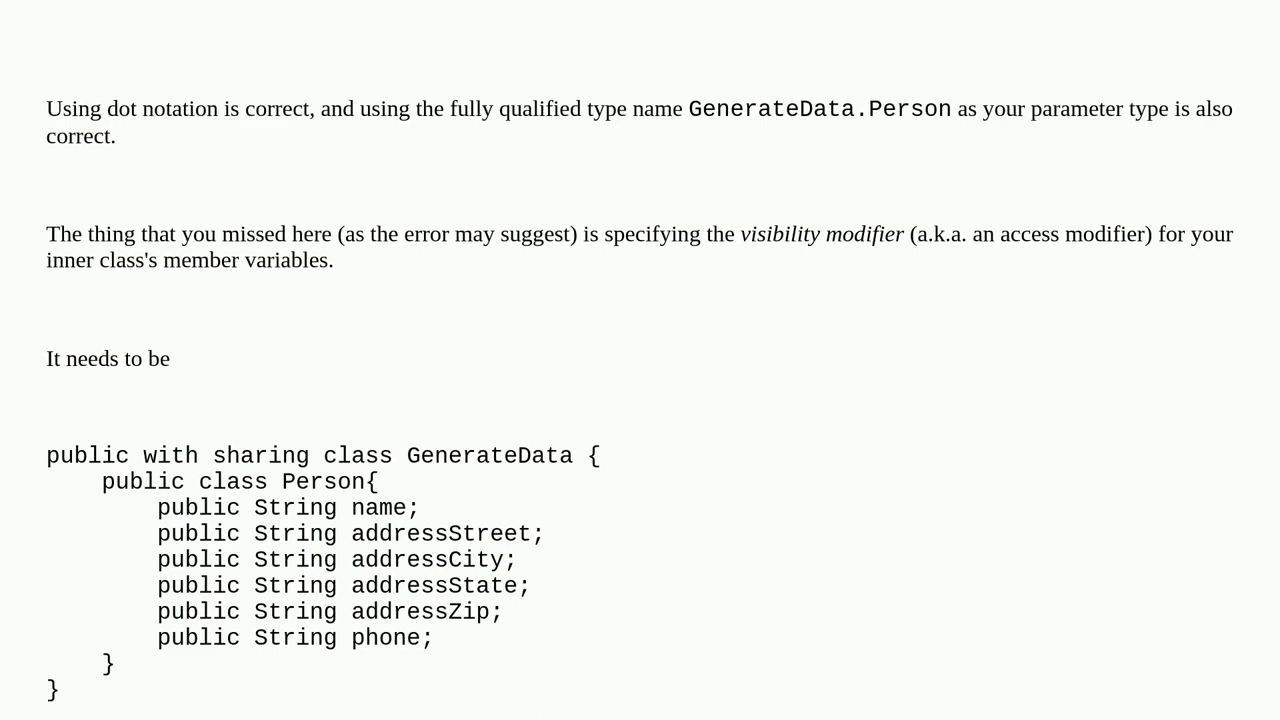 Using dot notation is correct, and using the fully qualified type name GenerateData.Person as your parameter type is also
correct.
The thing that you missed here (as the error may suggest) is specifying the visibility modifier (a.k.a. an access modifier) for your
inner class's member variables.
It needs to be
public with sharing class GenerateData {
    public class Person{
        public String name;
        public String addressStreet;
        public String addressCity;
        public String addressState;
        public String addressZip;
        public String phone;
    }
}